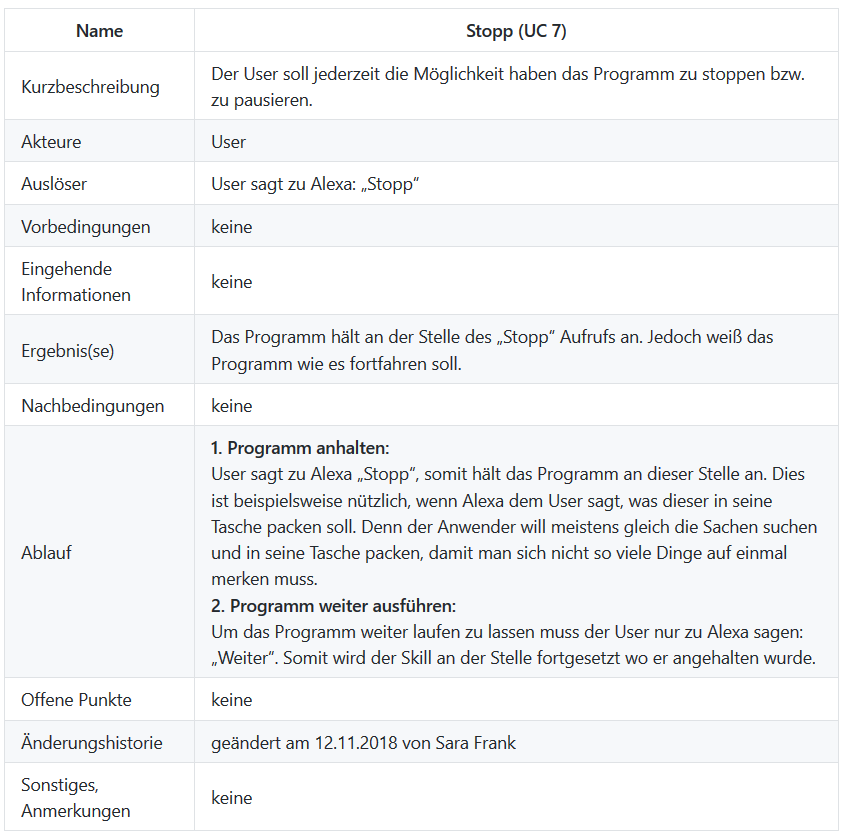 Name Stopp (UC 7)
Kurzbeschreibung
Der User soll jederzeit die Möglichkeit haben das Programm zu stoppen bzw.
zu pausieren.
Akteure User
Auslöser User sagt zu Alexa: „Stopp“
Vorbedingungen keine
Eingehende
Informationen
keine
Ergebnis(se)
Das Programm hält an der Stelle des „Stopp“ Aufrufs an. Jedoch weiß das
Programm wie es fortfahren soll.
Nachbedingungen keine
Ablauf
1. Programm anhalten:
User sagt zu Alexa „Stopp“, somit hält das Programm an dieser Stelle an. Dies
ist beispielsweise nützlich, wenn Alexa dem User sagt, was dieser in seine
Tasche packen soll. Denn der Anwender will meistens gleich die Sachen suchen
und in seine Tasche packen, damit man sich nicht so viele Dinge auf einmal
merken muss.
2. Programm weiter ausführen:
Um das Programm weiter laufen zu lassen muss der User nur zu Alexa sagen:
„Weiter“. Somit wird der Skill an der Stelle fortgesetzt wo er angehalten wurde.
Offene Punkte keine
Änderungshistorie geändert am 12.11.2018 von Sara Frank
Sonstiges,
Anmerkungen
keine